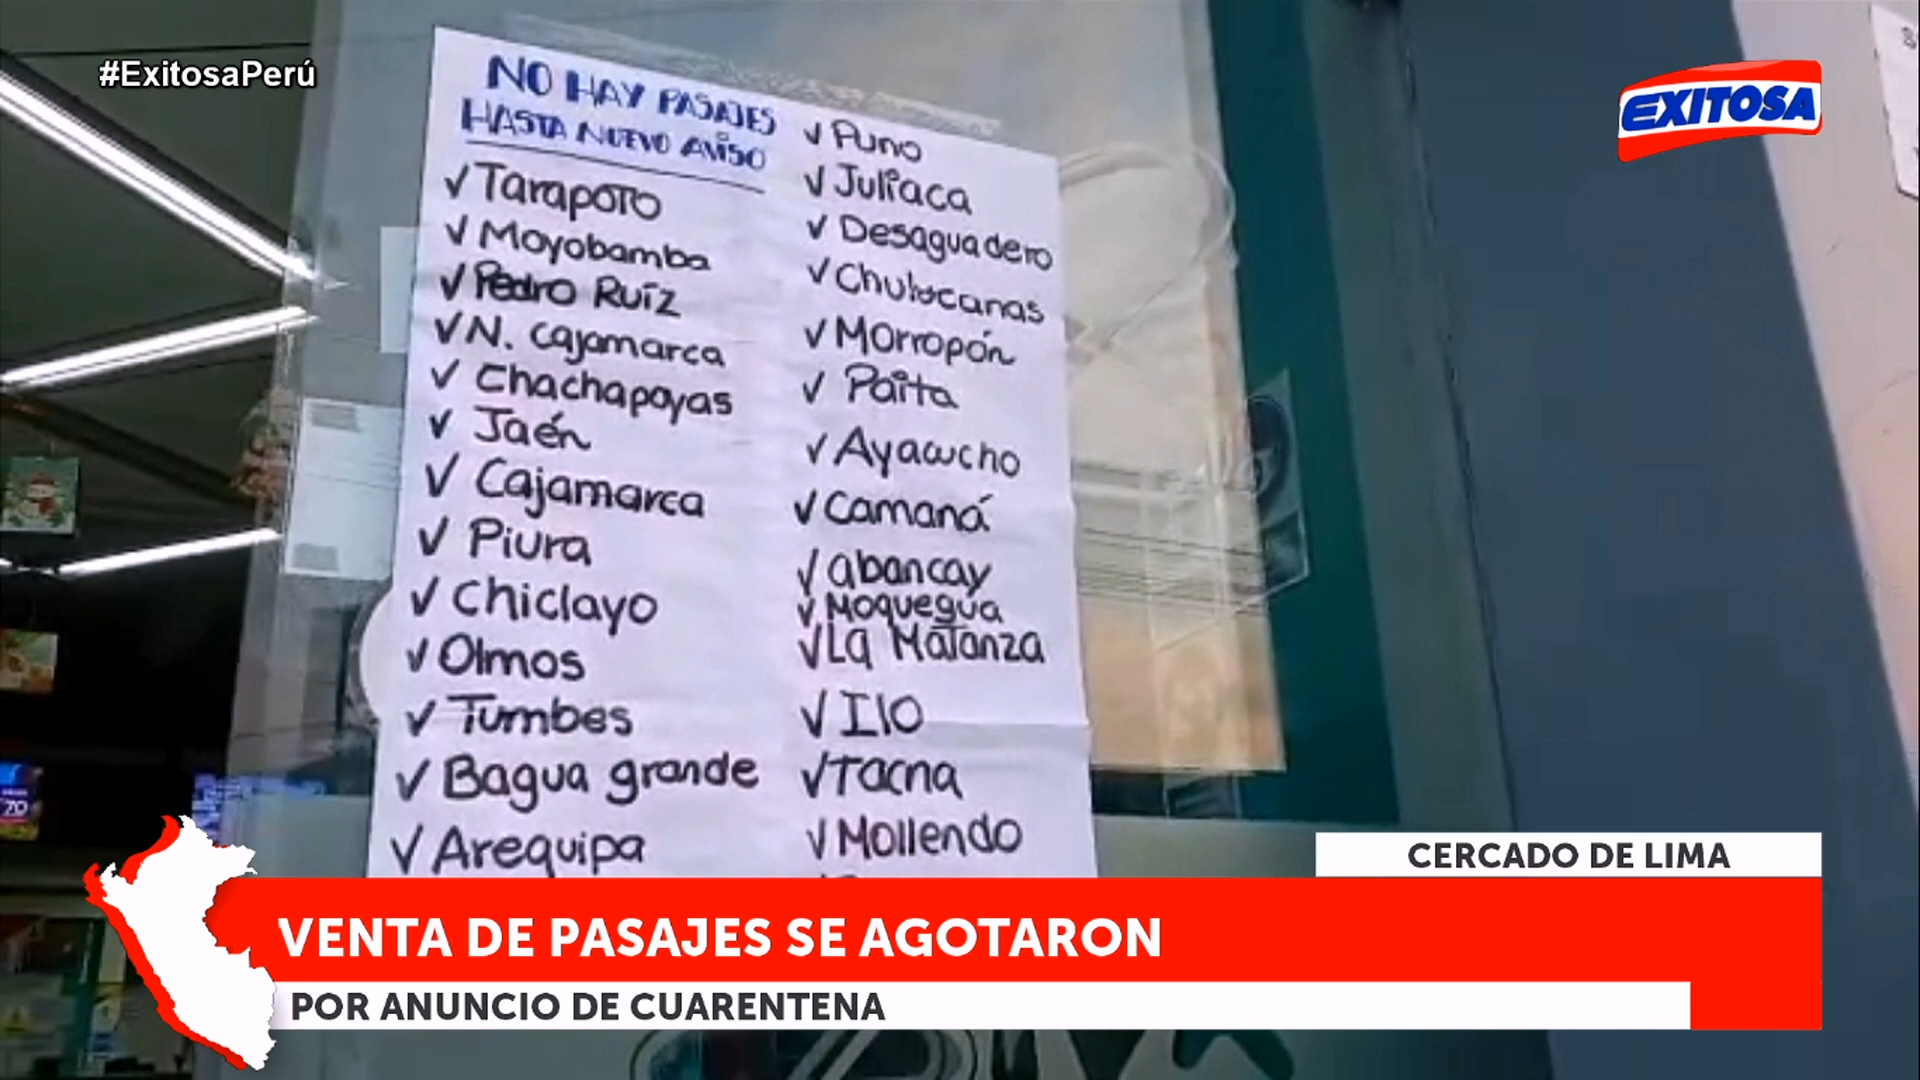 #ExitosaPerú
EXITOSA
NO HAY PASAJES
HASTA NUEVO AVISO
✓ Tarapoto
✓ Moyobamba
✓ Pedro Ruíz
✓ N. Cajamarca
✓ Chachapoyas
✓ Jaén
✓ Cajamarca
✓ Piura
✓ Chiclayo
✓ Olmos
✓ Tumbes
✓ Bagua grande
✓ Arequipa
✓ Puno
✓ Juliaca
✓ Desaguadero
✓ Chulucanas
✓ Morropón
✓ Paita
✓ Ayacucho
✓ Camaná
✓ abancay
✓ Moquegua
✓ La Matanza
✓ Ilo
✓ Tacna
✓ Mollendo
70
CERCADO DE LIMA
VENTA DE PASAJES SE AGOTARON
POR ANUNCIO DE CUARENTENA